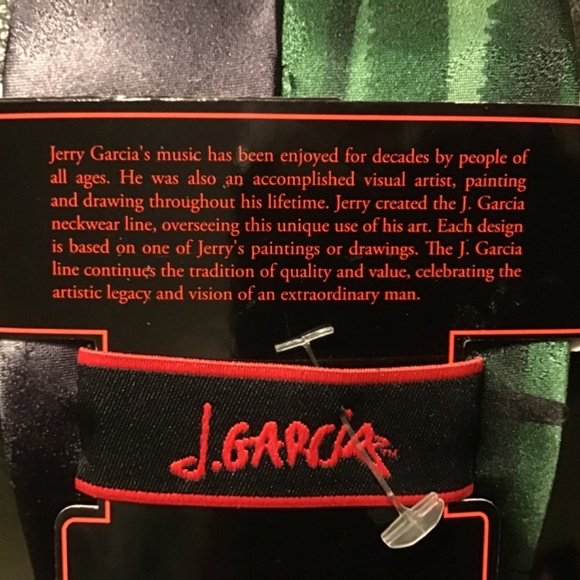 Jerry Garcia's music has been enjoyed for decades by people of
all ages. He was also an accomplished visual artist, painting
and drawing throughout his lifetime. Jerry created the J. Garcia
neckwear line, overseeing this unique use of his art. Each design
is based on one of Jerry's paintings or drawings. The J. Garcia
line continues the tradition of quality and value, celebrating the
artistic legacy and vision of an extraordinary man.
J.GARCIA™